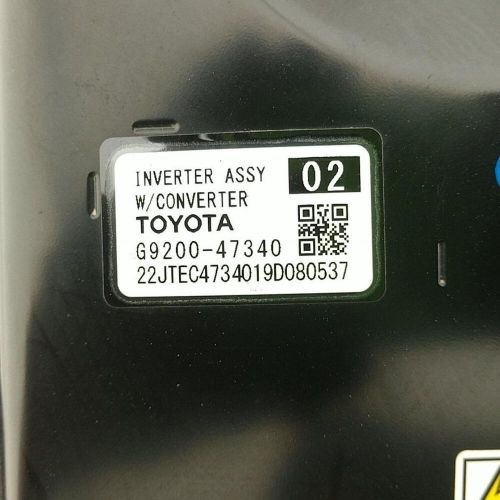 INVERTER ASSY 02
W/CONVERTER
TOYOTA
G9200-47340
22JTEC4734019D080537